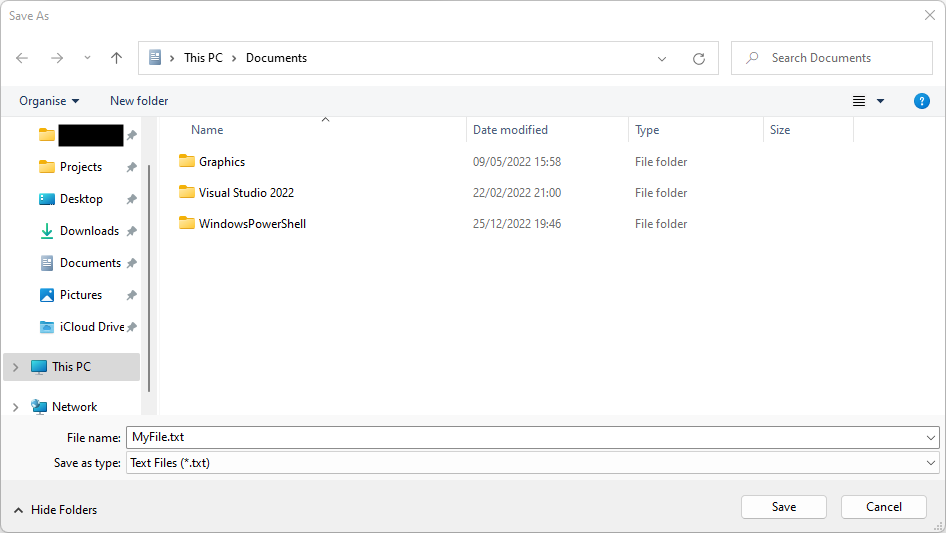 Save As
This PC > Documents
Search Documents
Organise New folder
Name Date modified Type Size
Projects
Desktop
Downloads
Documents
Pictures
iCloud Drive
This PC
Network
Graphics 09/05/2022 15:58 File folder
Visual Studio 2022 22/02/2022 21:00 File folder
WindowsPowerShell 25/12/2022 19:46 File folder
File name: MyFile.txt
Save as type: Text Files (*.txt)
Hide Folders
Save Cancel